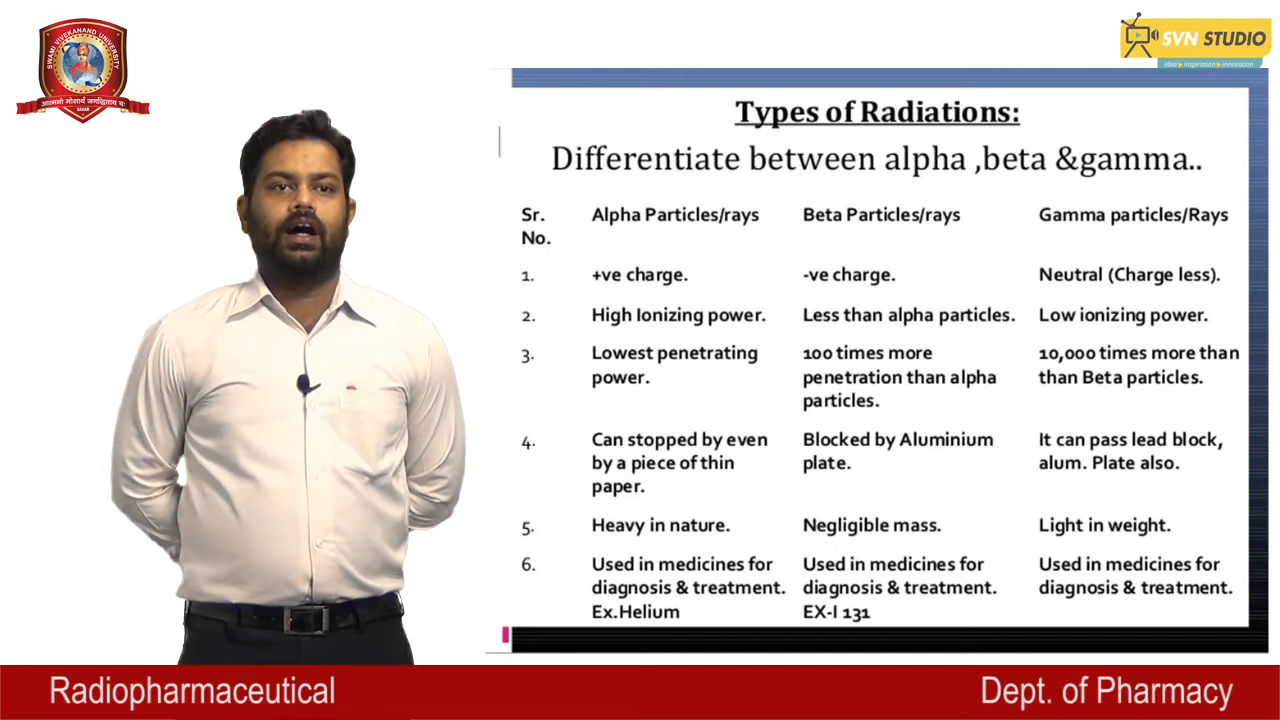 SWAMI VIVEKANAND UNIVERSITY
SAGAR
SVN STUDIO
Idea inspiration innovation
Types of Radiations:
Differentiate between alpha ,beta &gamma..
Sr. No. Alpha Particles/rays Beta Particles/rays Gamma particles/Rays
1. +ve charge. -ve charge. Neutral (Charge less).
2. High Ionizing power. Less than alpha particles. Low ionizing power.
3. Lowest penetrating power. 100 times more penetration than alpha particles. 10,000 times more than than Beta particles.
4. Can stopped by even by a piece of thin paper. Blocked by Aluminium plate. It can pass lead block, alum. Plate also.
5. Heavy in nature. Negligible mass. Light in weight.
6. Used in medicines for diagnosis & treatment. Ex.Helium Used in medicines for diagnosis & treatment. EX-I 131 Used in medicines for diagnosis & treatment.
Radiopharmaceutical
Dept. of Pharmacy